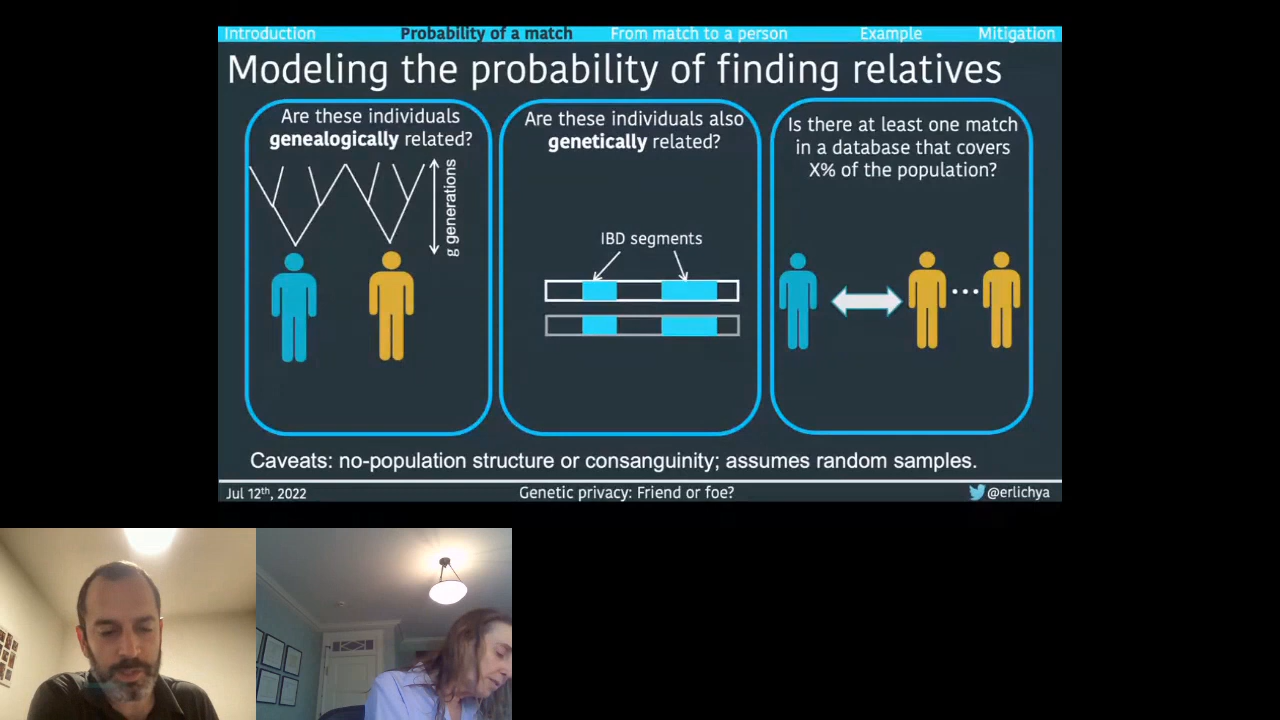 Introduction Probability of a match From match to a person Example Mitigation
Modeling the probability of finding relatives
Are these individuals
genealogically related?
g generations
Are these individuals also
genetically related?
IBD segments
Is there at least one match
in a database that covers
X% of the population?
...
Caveats: no-population structure or consanguinity; assumes random samples.
Jul 12th, 2022 Genetic privacy: Friend or foe? @erlichya